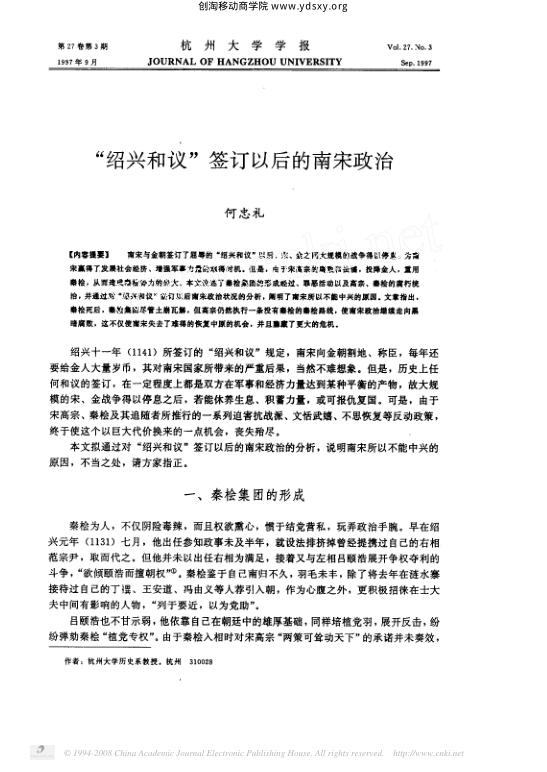 创淘移动商学院 www.ydsxy.org
第27卷第3期 杭州大学学报 Vol.27.No.3
1997年9月 JOURNAL OF HANGZHOU UNIVERSITY Sep.1997
“绍兴和议”签订以后的南宋政治
何忠礼
【内容提要】 南宋与金朝签订了屈辱的“绍兴和议”以后,宋、金之间大规模的战争得以停息,为南
宋赢得了发展社会经济、增强军事力量的 时机。但是,由于宋高宗 ,投降金人,重用
秦桧,从而造成 势力的 大。本文论述了秦桧集团的形成经过、罪恶活动以及高宗、秦桧的腐朽统
治,并通过对“绍兴和议”签订以后南宋政治状况的分析,阐明了南宋所以不能中兴的原因。文章指出,
秦桧死后,秦桧集团尽管土崩瓦解,但高宗仍然执行一条没有秦桧的秦桧路线,使南宋政治继续走向黑
暗腐败,这不仅使南宋失去了难得的恢复中原的机会,并且隐藏了更大的危机。
绍兴十一年(1141)所签订的“绍兴和议”规定,南宋向金朝割地、称臣,每年还
要给金人大量岁币,其对南宋国家所带来的严重后果,当然不难想象。但是,历史上任
何和议的签订,在一定程度上都是双方在军事和经济力量达到某种平衡的产物,故大规
模的宋、金战争得以停息之后,若能休养生息、积蓄力量,或可报仇复国。可是,由于
宋高宗、秦桧及其追随者所推行的一系列迫害抗战派、文恬武嬉、不思恢复等反动政策,
终于使这个以巨大代价换来的一点机会,丧失殆尽。
本文拟通过对“绍兴和议”签订以后的南宋政治的分析,说明南宋所以不能中兴的
原因,不当之处,请方家指正。
一、秦桧集团的形成
秦桧为人,不仅阴险毒辣,而且权欲熏心,惯于结党营私,玩弄政治手腕。早在绍
兴元年(1131)七月,他出任参知政事未及半年,就设法排挤掉曾经提携过自己的右相
范宗尹,取而代之。但他并未以出任右相为满足,接着又与左相吕颐浩展开争权夺利的
斗争,“欲倾颐浩而擅朝权”①。秦桧鉴于自己南归不久,羽毛未丰,除了将去年在涟水寨
接待过自己的丁禩、王安道、冯由义等人荐引入朝,作为心腹之外,更积极招徕在士大
夫中间有影响的人物,“列于要近,以为党助”。
吕颐浩也不甘示弱,他依靠自己在朝廷中的雄厚基础,同样培植党羽,展开反击,纷
纷弹劾秦桧“植党专权”。由于秦桧入相时对宋高宗“两策可耸动天下”的承诺并未奏效,
作者:杭州大学历史系教授。杭州 310028
© 1994-2008 China Academic Journal Electronic Publishing House. All rights reserved. http://www.cnki.net